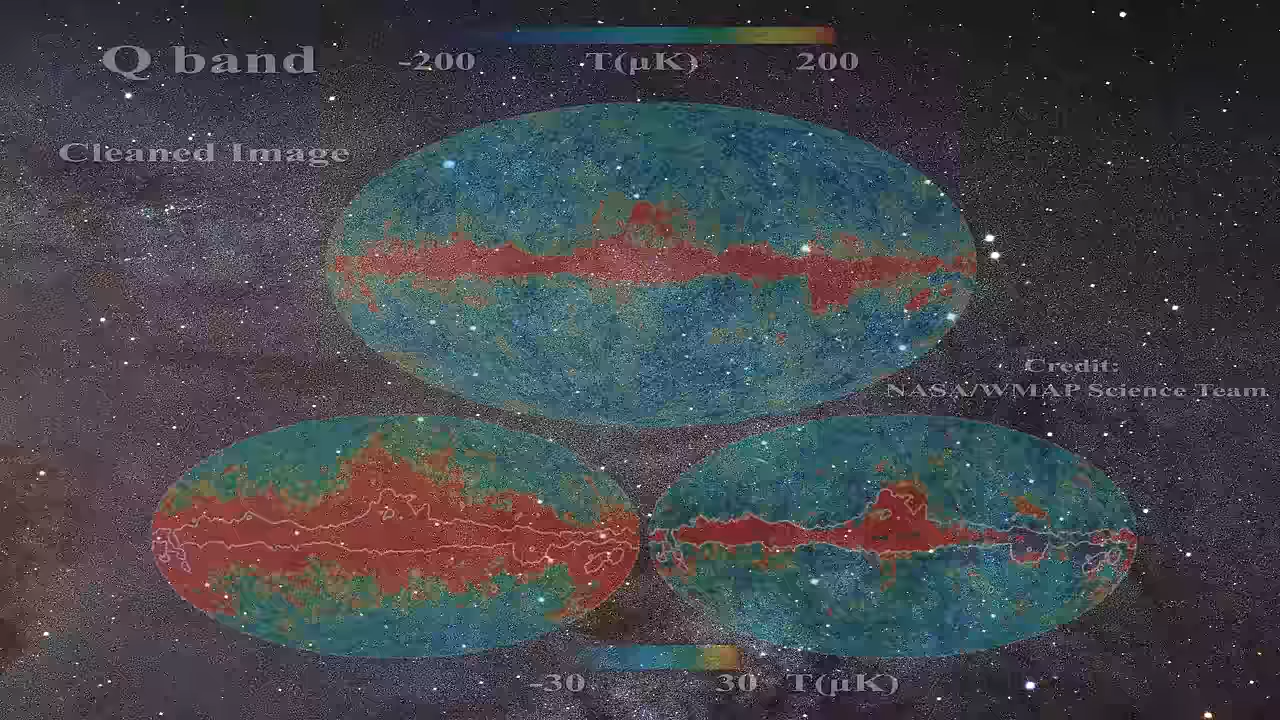 Q band
-200 T(μK) 200
Cleaned Image
Credit:
NASA/WMAP Science Team
-30 30 T(μK)